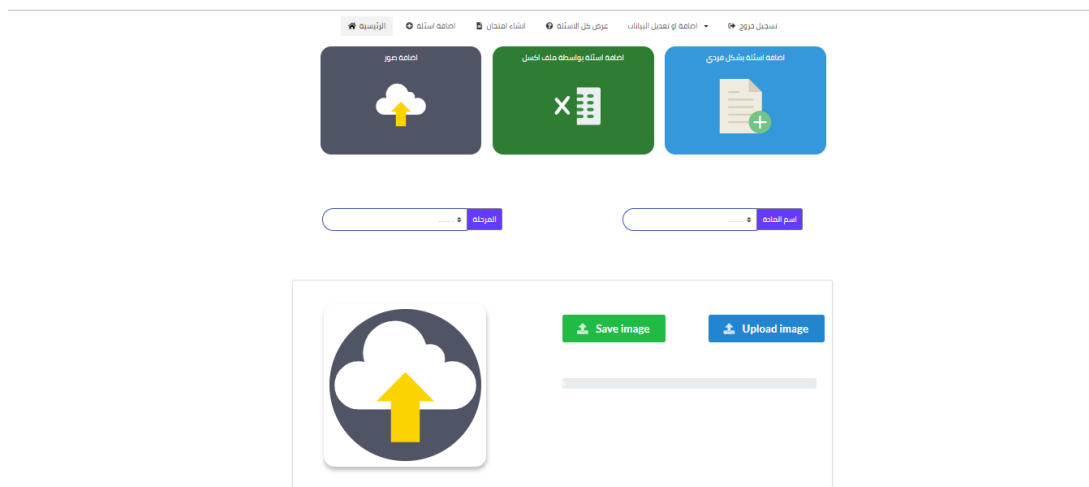 الرئيسية
اضافة اسئلة
انشاء امتحان
عرض كل الاسئلة
اضافة او تعديل البيانات
تسجيل خروج
اضافة اسئلة بشكل فردي
اضافة اسئلة بواسطة ملف اكسل
اضافة صور
اسم المادة
......
المرحلة
......
Save image
Upload image